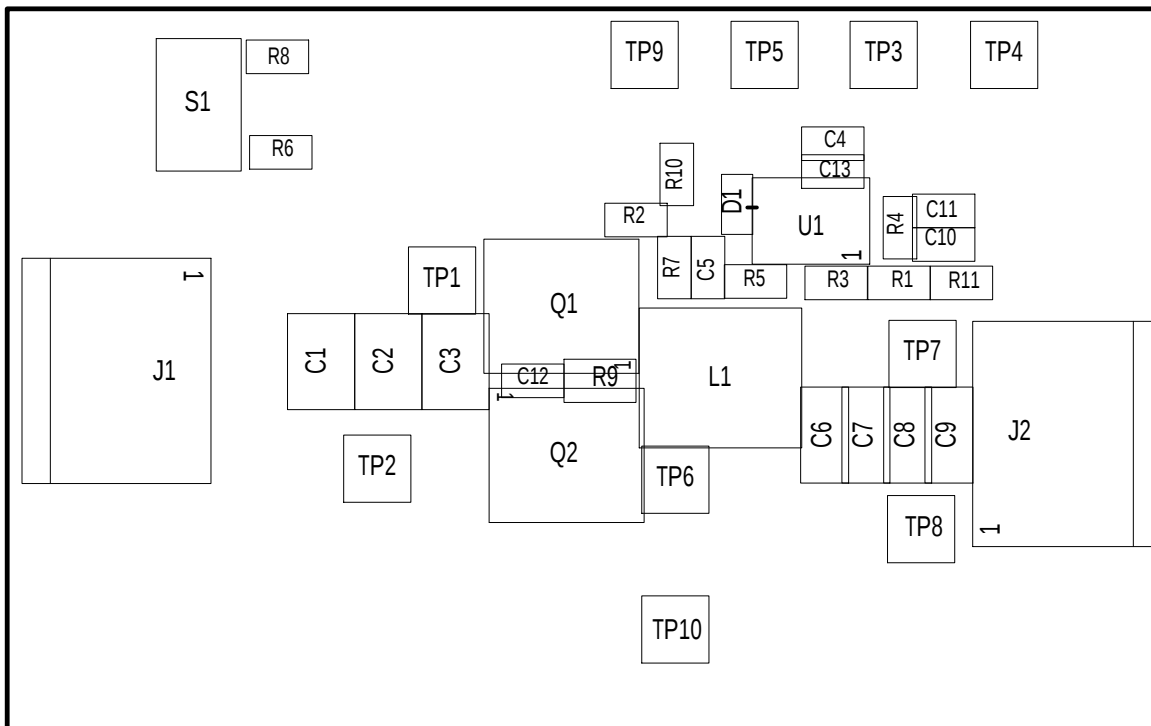 TP9 TP5 TP3 TP4
R8
S1
R6
C4
C13
R10
D1
R2
U1
1
R4
C11
C10
R7
C5
R5
R3
R1
R11
1
TP1
Q1
1
J1
C1
C2
C3
C12
R9
1
L1
TP7
C6
C7
C8
C9
J2
1
TP2
Q2
TP6
TP8
TP10